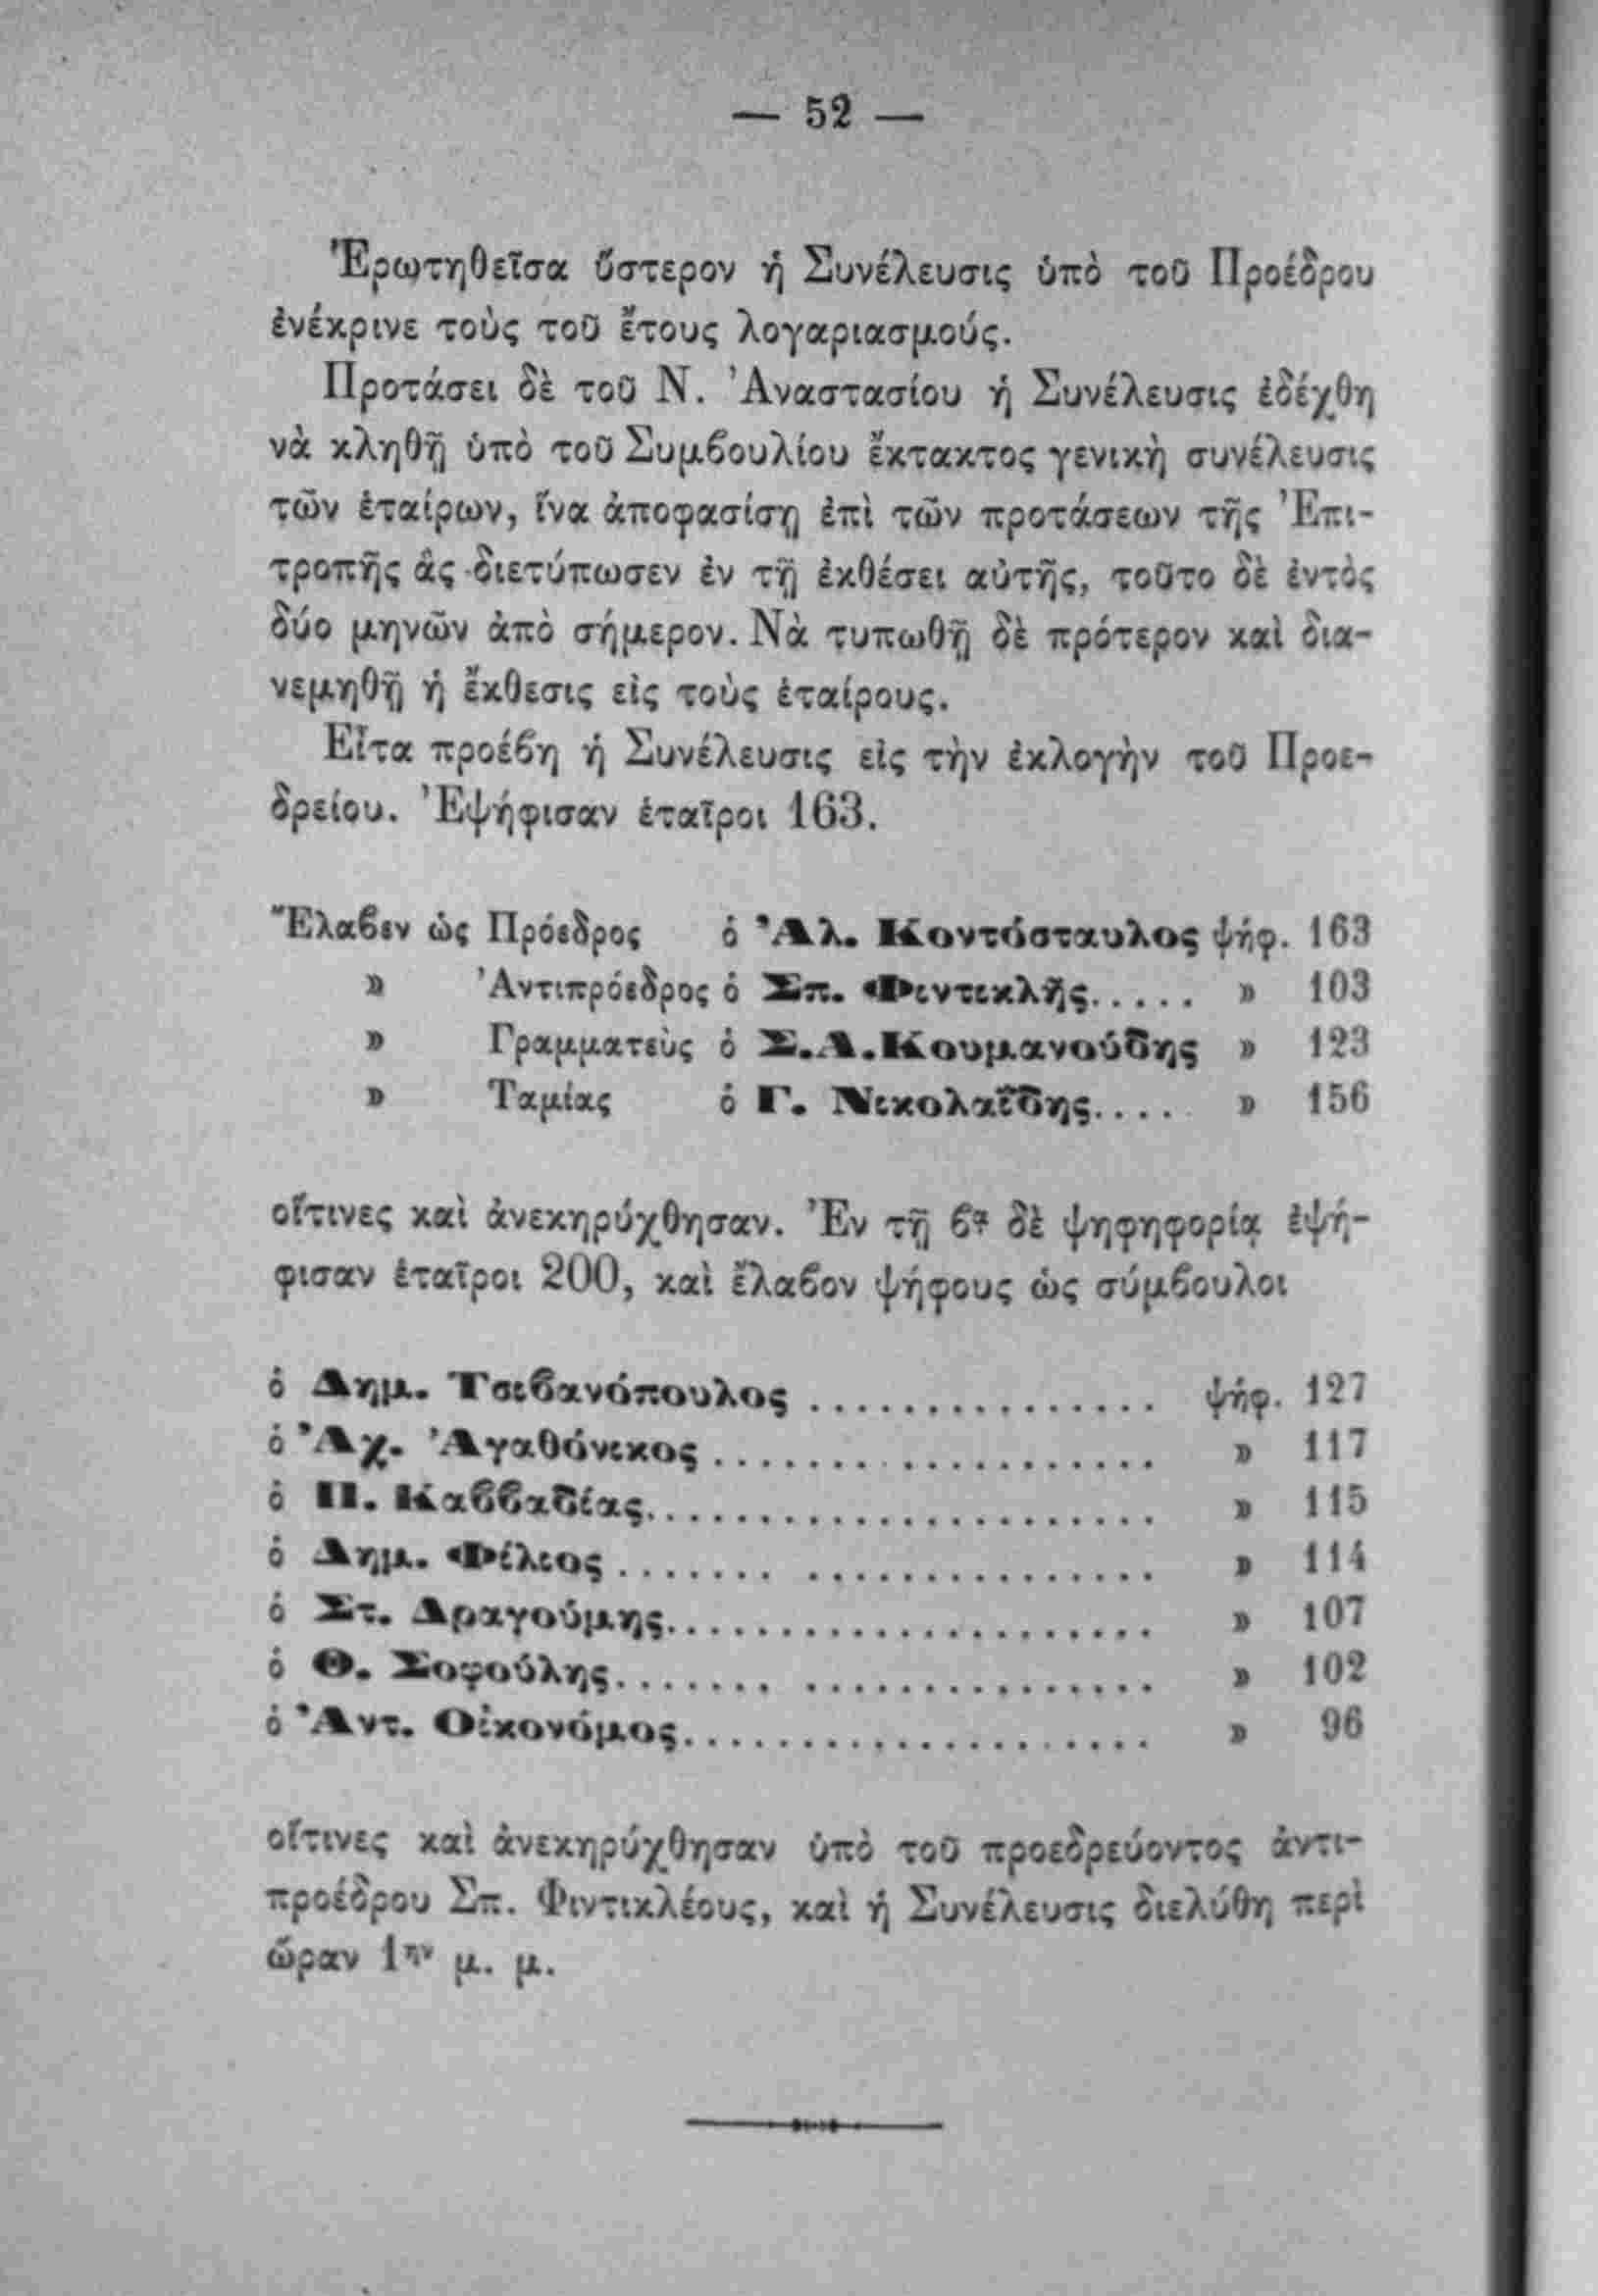 — 52 —
Ἐρωτηθεῖσα ὕστερον ἡ Συνέλευσις ὑπὸ τοῦ Προέδρου
ἐνέκρινε τοὺς τοῦ ἔτους λογαριασμούς.
Προτάσει δὲ τοῦ Ν. Ἀναστασίου ἡ Συνέλευσις ἐδέχθη
νὰ κληθῇ ὑπὸ τοῦ Συμβουλίου ἔκτακτος γενικὴ συνέλευσις
τῶν ἑταίρων, ἵνα ἀποφασίσῃ ἐπὶ τῶν προτάσεων τῆς Ἐπι-
τροπῆς ἃς διετύπωσεν ἐν τῇ ἐκθέσει αὐτῆς, τοῦτο δὲ ἐντὸς
δύο μηνῶν ἀπὸ σήμερον. Νὰ τυπωθῇ δὲ πρότερον καὶ δια-
νεμηθῇ ἡ ἔκθεσις εἰς τοὺς ἑταίρους.
Εἶτα προέβη ἡ Συνέλευσις εἰς τὴν ἐκλογὴν τοῦ Προε-
δρείου. Ἐψήφισαν ἑταῖροι 163.
Ἔλαβεν ὡς Πρόεδρος ὁ Ἀλ. Κοντόσταυλος ψήφ. 163
» Ἀντιπρόεδρος ὁ Σπ. Φιντικλῆς..... » 103
» Γραμματεὺς ὁ Σ.Α.Κουμανούδης » 123
» Ταμίας ὁ Γ. Νικολαΐδης.... » 156
οἵτινες καὶ ἀνεκηρύχθησαν. Ἐν τῇ βᾳ δὲ ψηφηφορίᾳ ἐψή-
φισαν ἑταῖροι 200, καὶ ἔλαβον ψήφους ὡς σύμβουλοι
ὁ Δημ. Τσιβανόπουλος ............... ψήφ. 127
ὁ Ἀχ. Ἀγαθόνικος ................... » 117
ὁ Π. Καββαδίας...................... » 115
ὁ Δημ. Φίλιος ...................... » 114
ὁ Στ. Δραγούμης..................... » 107
ὁ Θ. Σοφούλης...................... » 102
ὁ Ἀντ. Οἰκονόμος.................... » 96
οἵτινες καὶ ἀνεκηρύχθησαν ὑπὸ τοῦ προεδρεύοντος ἀντι-
προέδρου Σπ. Φιντικλέους, καὶ ἡ Συνέλευσις διελύθη περὶ
ὥραν 1ην μ. μ.